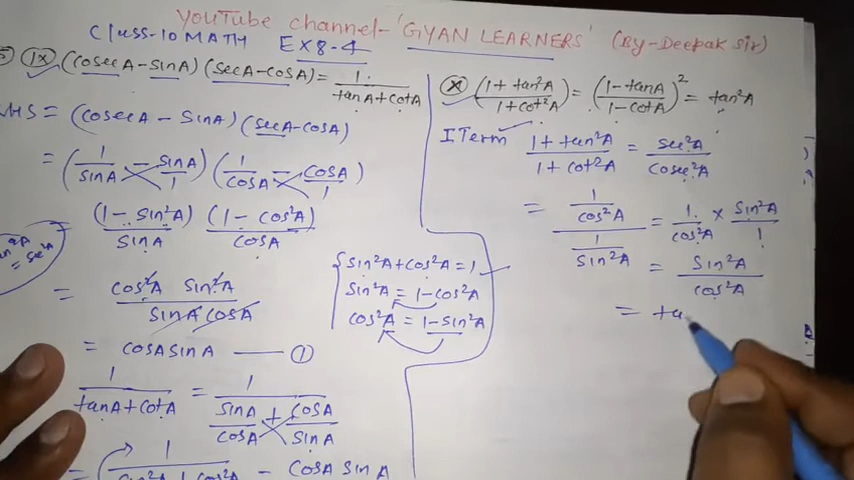 YouTube channel- 'GYAN LEARNERS' (By-Deepak sir)
Class-10 MATH EX 8-4
(ix) (cosecA - SinA) (SecA - CosA) = 1/(tanA + CotA)
LHS = (CosecA - SinA) (SecA - COSA)
= (1/SinA - SinA/1) (1/COSA - COSA/1)
(1 - Sin²A)/SinA (1 - Cos²A)/COSA
= Cos²A Sin²A / SinA COSA
= COSA SINA —— (1)
1/(tanA + CotA) = 1/(SinA/COSA + COSA/SinA)
= 1 - COSA SINA
Sin²A + Cos²A = 1
Sin²A = 1 - Cos²A
Cos²A = 1 - Sin²A
(x) (1 + tan²A / 1 + Cot²A) = (1 - tanA / 1 - CotA)² = tan²A
I Term (1 + tan²A)/(1 + Cot²A) = Sec²A/Cosec²A
= (1/Cos²A)/(1/Sin²A) = 1/Cos²A × Sin²A/1
= Sin²A/Cos²A
= ta